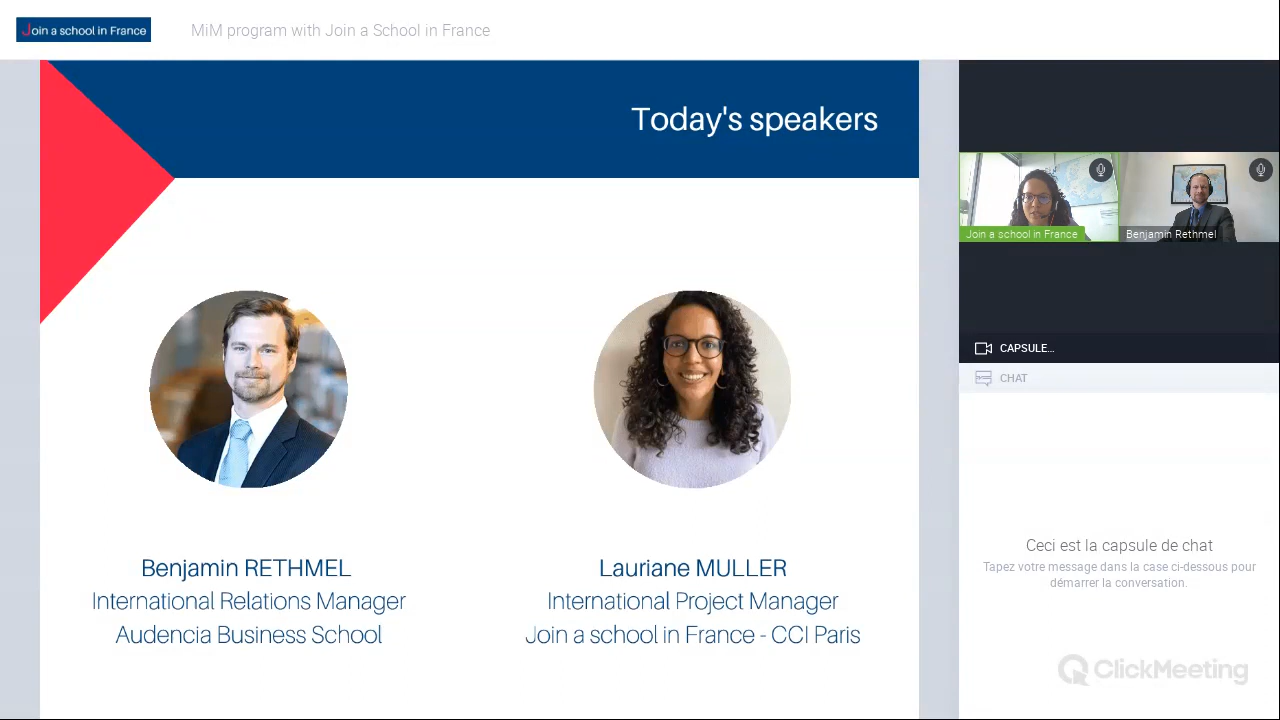 Join a school in France
MiM program with Join a School in France
Today's speakers
Join a school in France
Benjamin Rethmel
CAPSULE...
CHAT
Benjamin RETHMEL
International Relations Manager
Audencia Business School
Lauriane MULLER
International Project Manager
Join a school in France - CCI Paris
Ceci est la capsule de chat
Tapez votre message dans la case ci-dessous pour
démarrer la conversation.
ClickMeeting